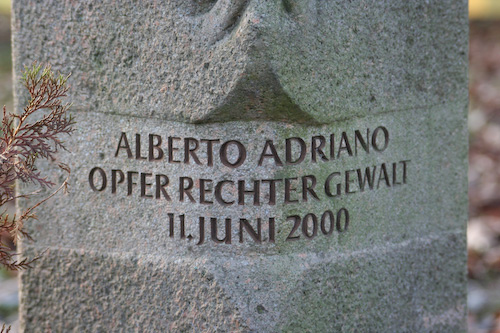 ALBERTO ADRIANO
OPFER RECHTER GEWALT
11. JUNI 2000